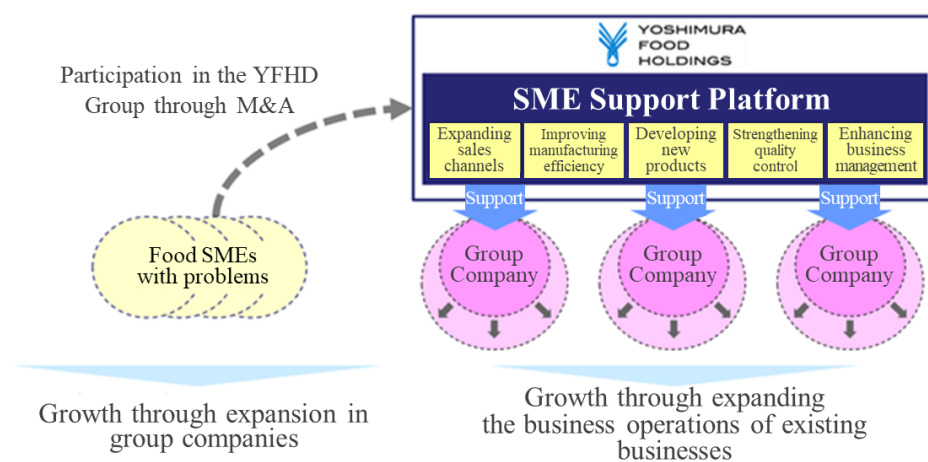 YOSHIMURA
FOOD
HOLDINGS
Participation in the YFHD
Group through M&A
SME Support Platform
Expanding
sales
channels
Improving
manufacturing
efficiency
Developing
new
products
Strengthening
quality
control
Enhancing
business
management
Support
Support
Support
Food SMEs
with problems
Group
Company
Group
Company
Group
Company
Growth through expansion in
group companies
Growth through expanding
the business operations of existing
businesses